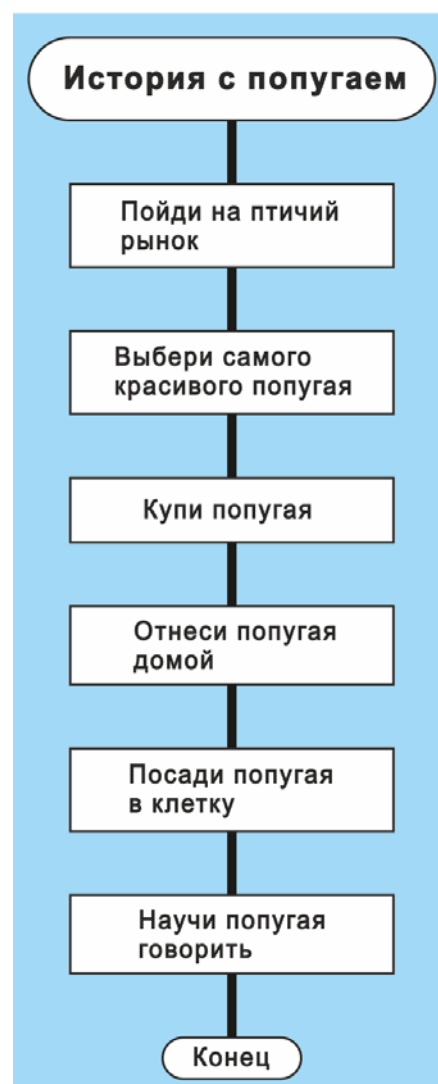 История с попугаем
Пойди на птичий
рынок
Выбери самого
красивого попугая
Купи попугая
Отнеси попугая
домой
Посади попугая
в клетку
Научи попугая
говорить
Конец